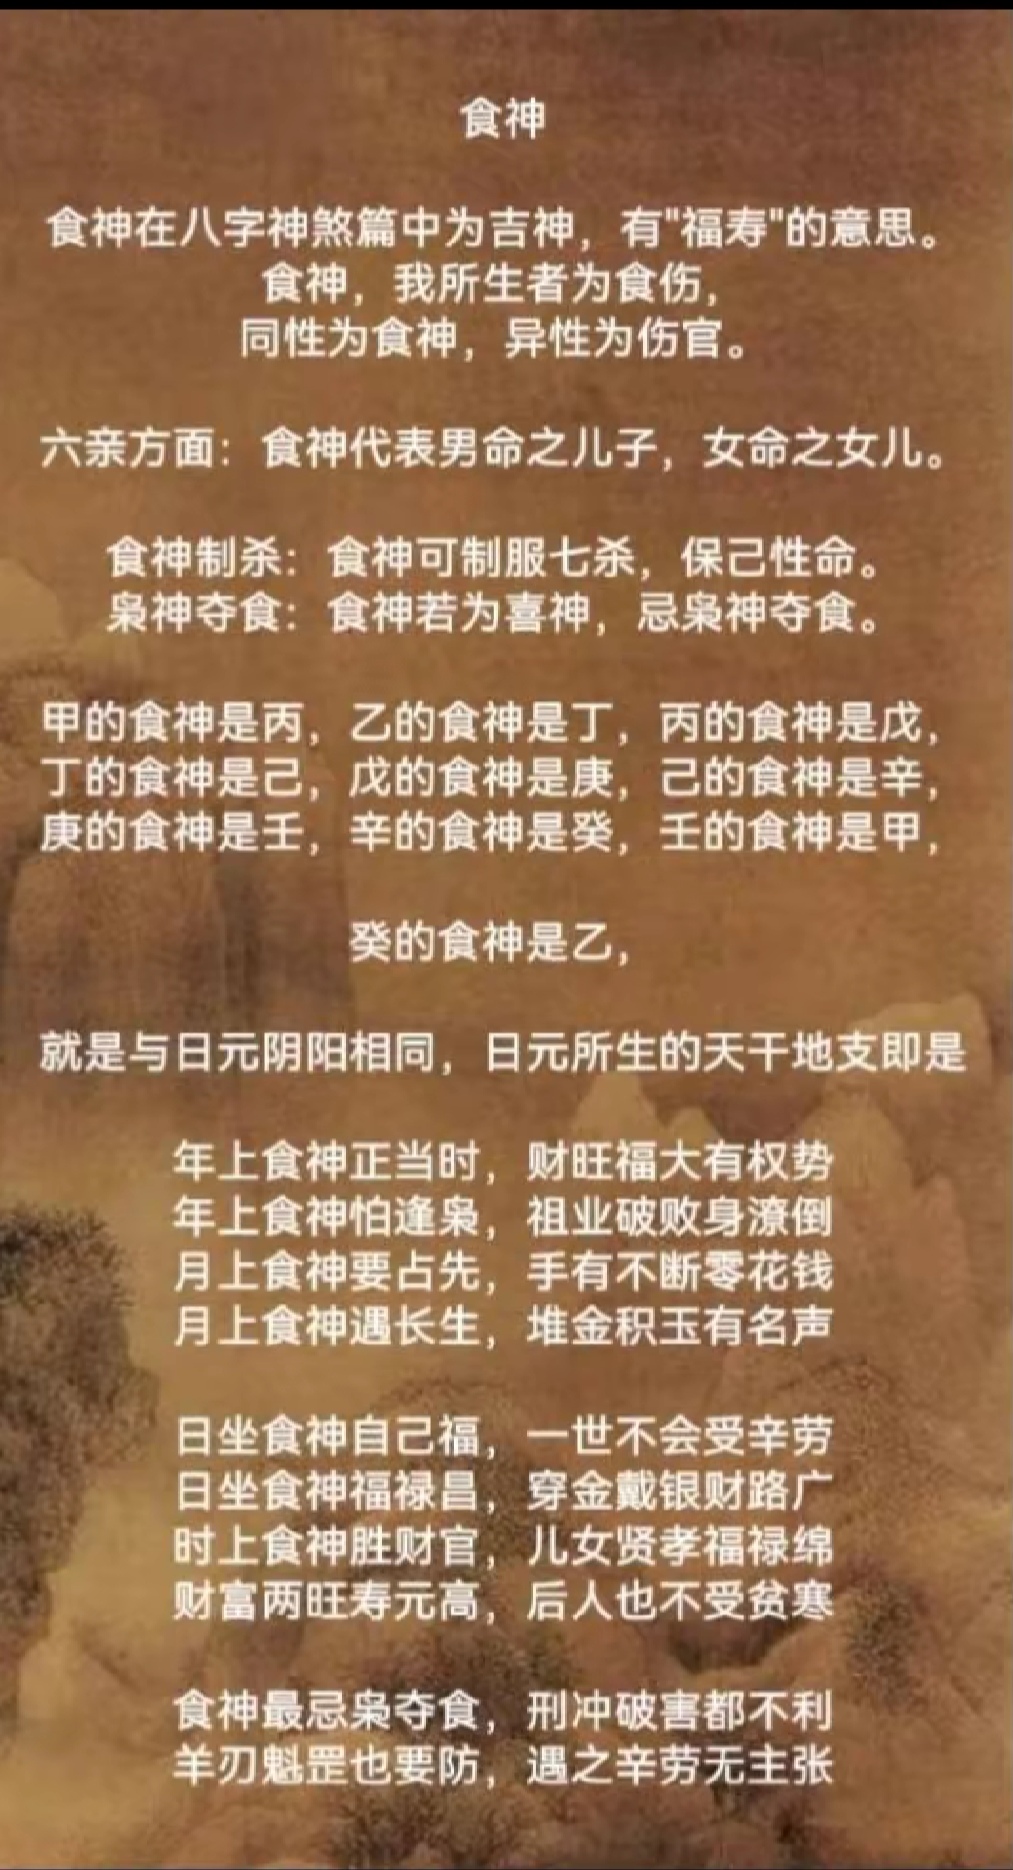 食神
食神在八字神煞篇中为吉神，有"福寿"的意思。
食神，我所生者为食伤，
同性为食神，异性为伤官。
六亲方面：食神代表男命之儿子，女命之女儿。
食神制杀：食神可制服七杀，保己性命。
枭神夺食：食神若为喜神，忌枭神夺食。
甲的食神是丙，乙的食神是丁，丙的食神是戊，
丁的食神是己，戊的食神是庚，己的食神是辛，
庚的食神是壬，辛的食神是癸，壬的食神是甲，
癸的食神是乙，
就是与日元阴阳相同，日元所生的天干地支即是
年上食神正当时，财旺福大有权势
年上食神怕逢枭，祖业破败身潦倒
月上食神要占先，手有不断零花钱
月上食神遇长生，堆金积玉有名声
日坐食神自己福，一世不会受辛劳
日坐食神福禄昌，穿金戴银财路广
时上食神胜财官，儿女贤孝福禄绵
财富两旺寿元高，后人也不受贫寒
食神最忌枭夺食，刑冲破害都不利
羊刃魁罡也要防，遇之辛劳无主张